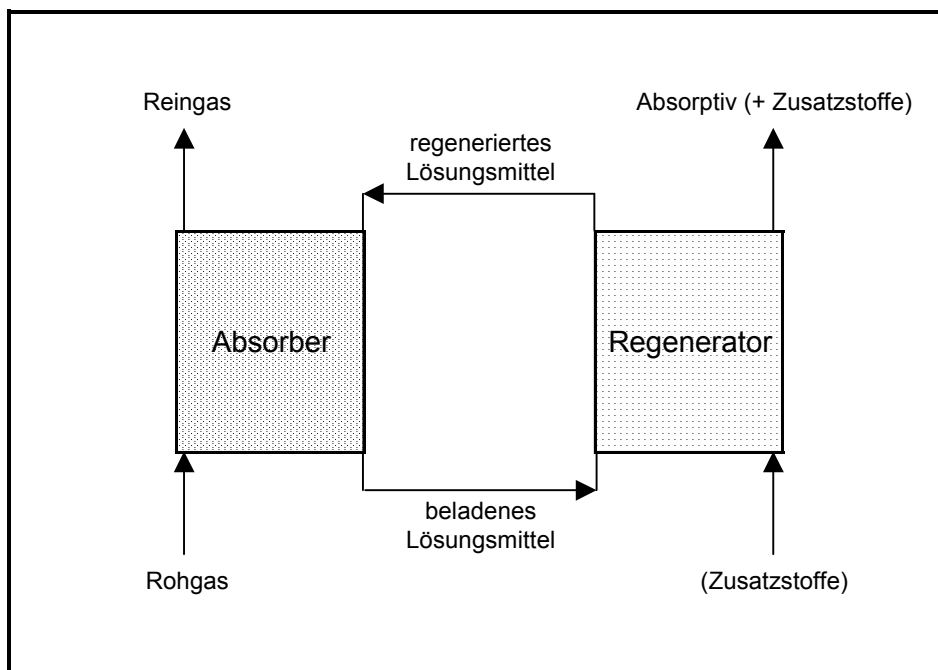 Reingas
Absorptiv (+ Zusatzstoffe)
regeneriertes
Lösungsmittel
Absorber
Regenerator
beladenes
Lösungsmittel
Rohgas
(Zusatzstoffe)